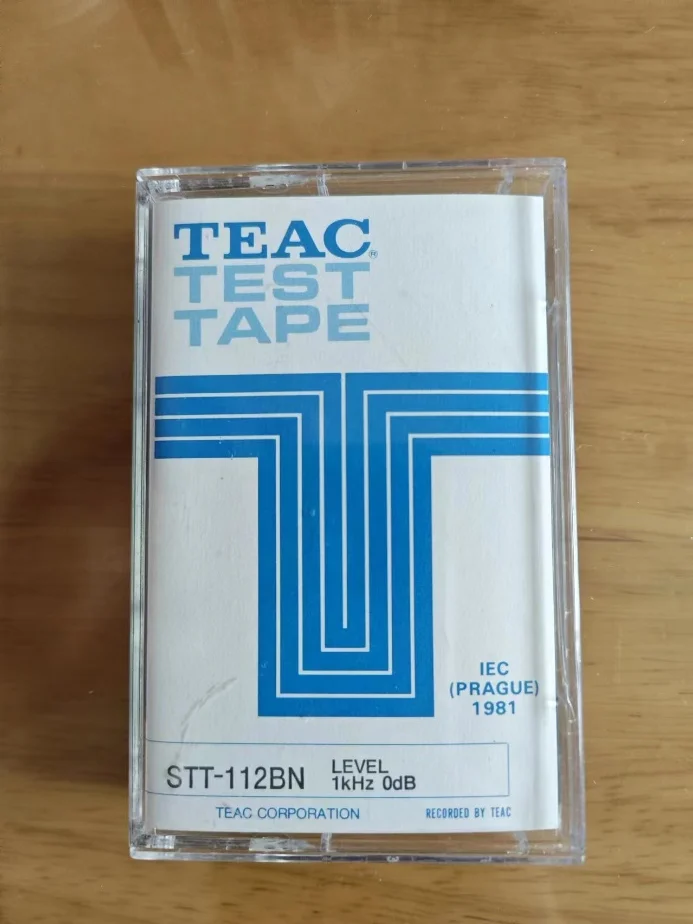 TEAC®
TEST
TAPE
IEC
(PRAGUE)
1981
STT-112BN
LEVEL
1kHz 0dB
TEAC CORPORATION
RECORDED BY TEAC